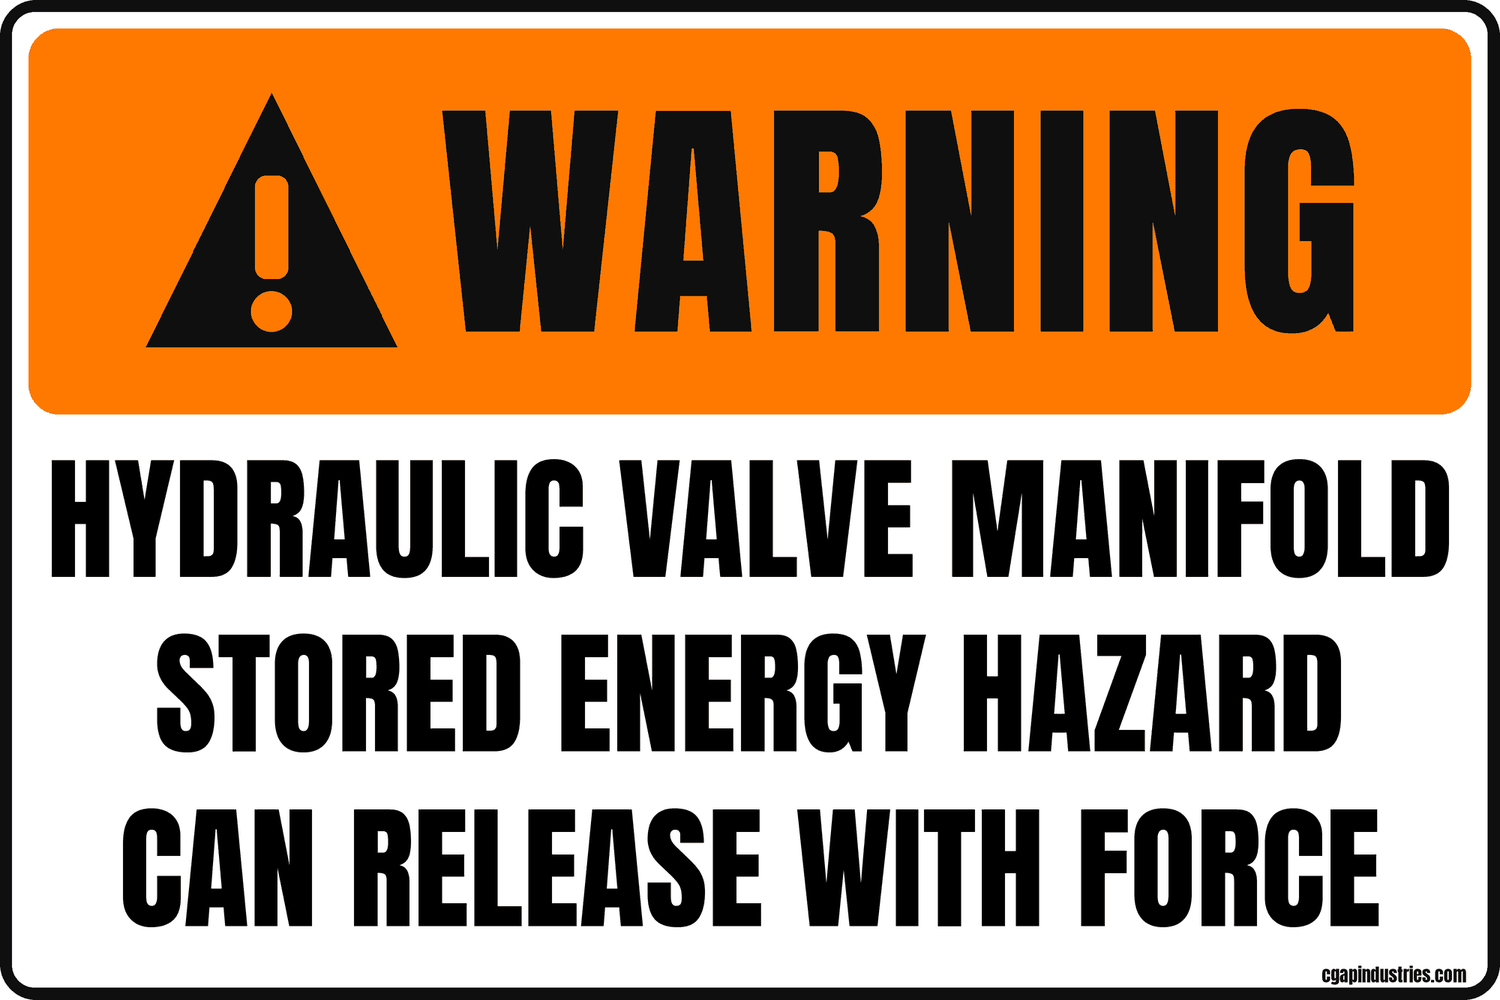 WARNING
HYDRAULIC VALVE MANIFOLD
STORED ENERGY HAZARD
CAN RELEASE WITH FORCE
cgapindustries.com